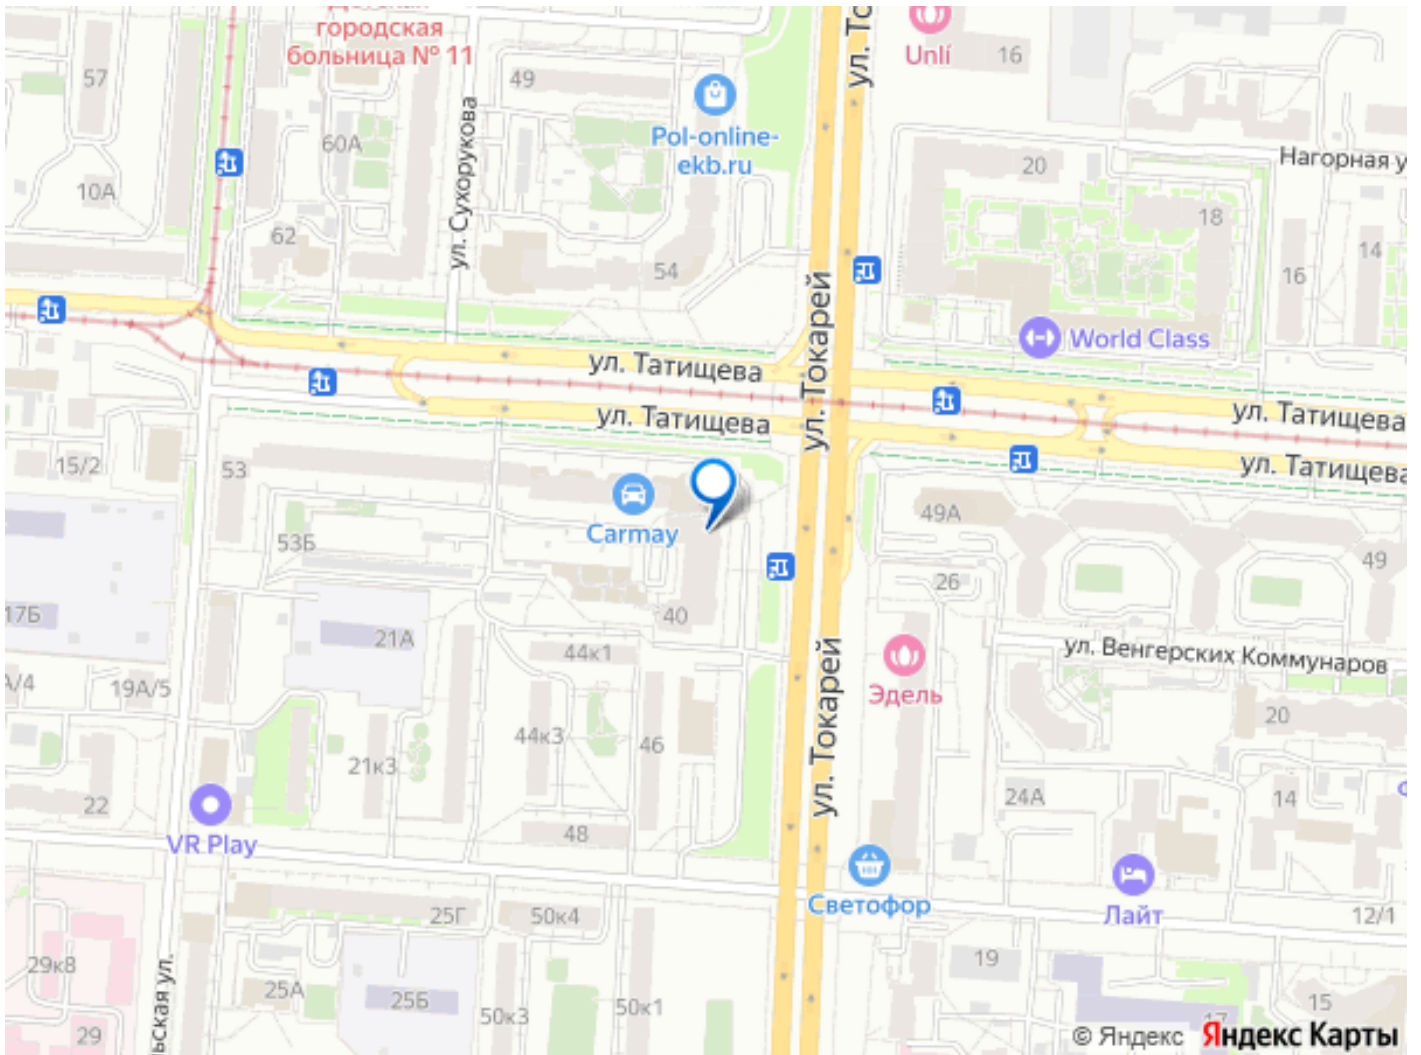 городская
больница № 11
57
60А
10А
62
ул. Сухорукова
49
Pol-online-
ekb.ru
54
Unli
16
20
Нагорная у
18
16
14
World Class
ул. Токарей
ул. Татищева
ул. Татищева
ул. Татищева
ул. Татищева
15/2
53
53Б
Carmay
40
49А
26
49
17Б
21А
44к1
ул. Венгерских Коммунаров
А/4
19А/5
Эдель
20
44к3
46
21к3
ул. Токарей
24А
14
22
VR Play
48
Светофор
Лайт
12/1
25Г
50к4
29к8
19
25А
25Б
50к3
50к1
15
17
29
ьская ул.
© Яндекс Яндекс Карты